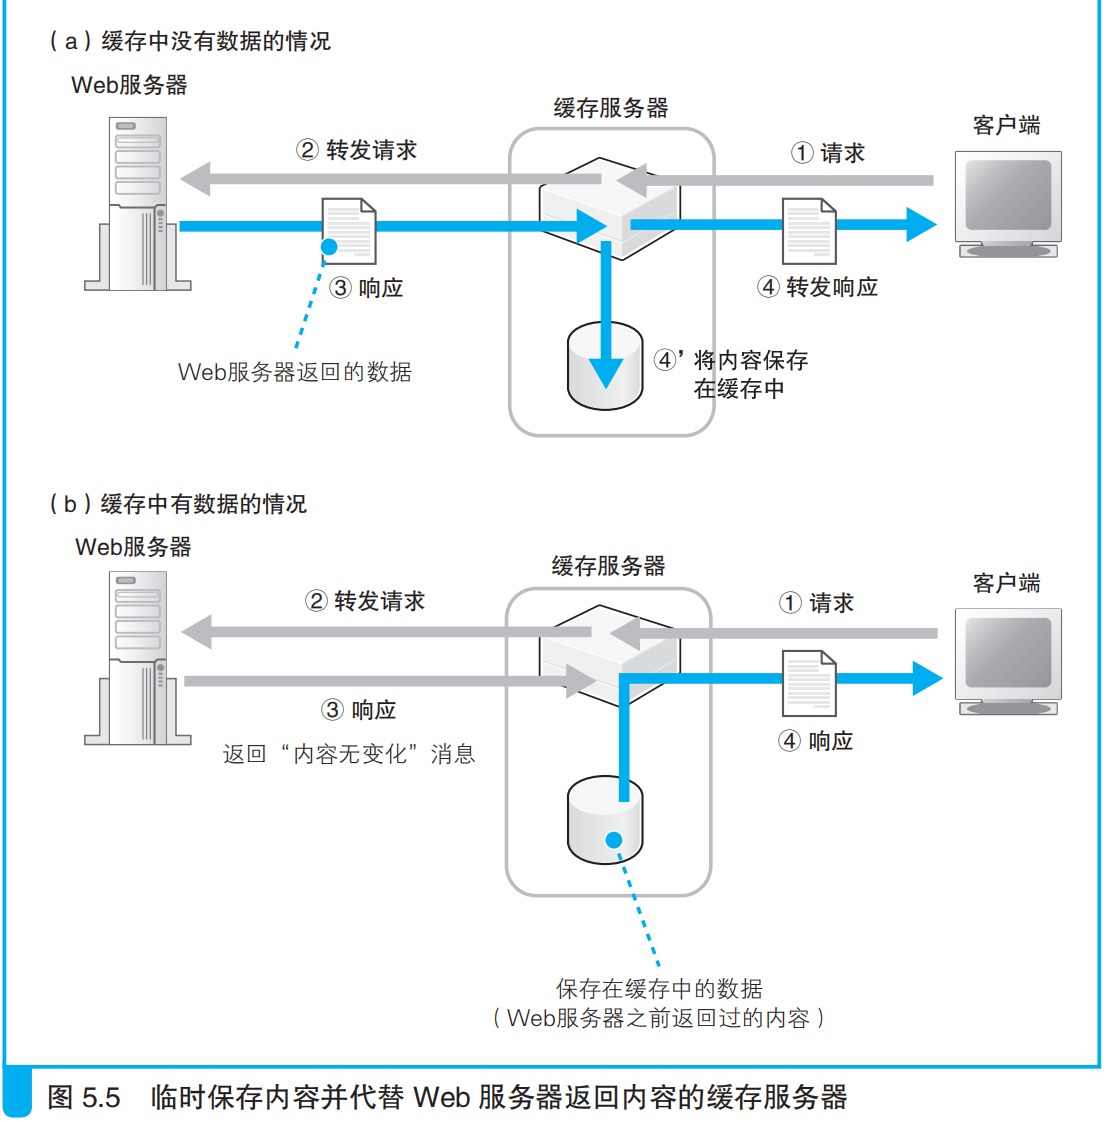 （a）缓存中没有数据的情况
Web服务器
缓存服务器
客户端
② 转发请求
① 请求
③ 响应
④ 转发响应
Web服务器返回的数据
④’ 将内容保存
在缓存中
（b）缓存中有数据的情况
Web服务器
缓存服务器
客户端
② 转发请求
① 请求
③ 响应
返回“内容无变化”消息
④ 响应
保存在缓存中的数据
（Web服务器之前返回过的内容）
图 5.5 临时保存内容并代替 Web 服务器返回内容的缓存服务器